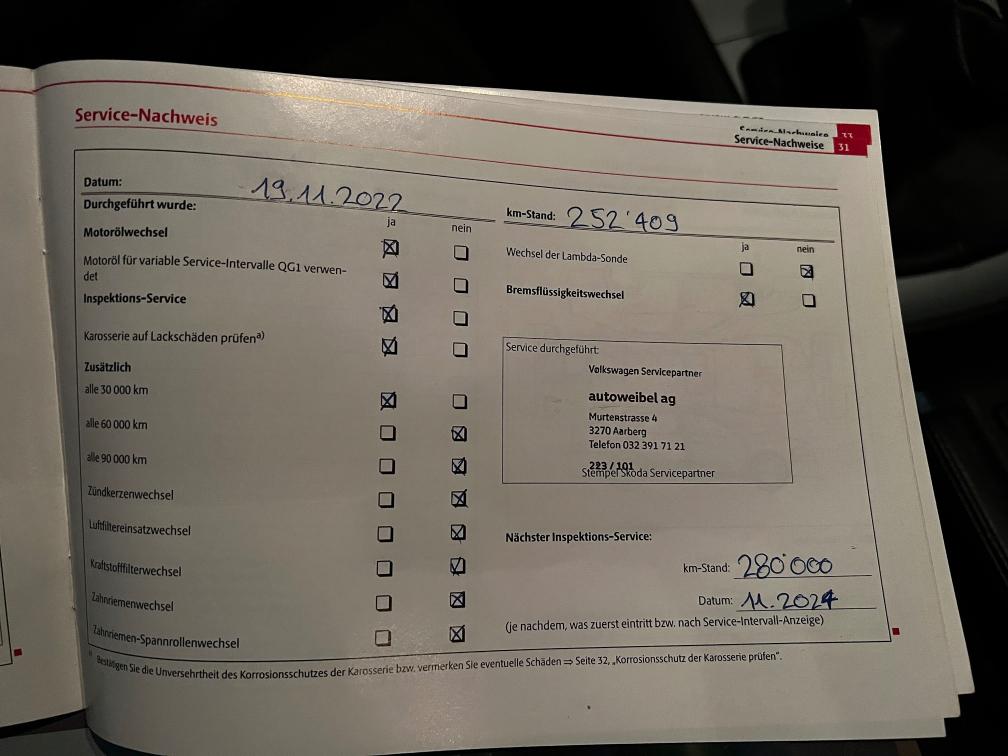 Service-Nachweis
Service-Nachweise 31
Datum: 19.11.2022
km-Stand: 252'409
Durchgeführt wurde:
ja nein
Motorölwechsel
Motoröl für variable Service-Intervalle QG1 verwen-
det
Inspektions-Service
Karosserie auf Lackschäden prüfenᵃ⁾
Zusätzlich
alle 30 000 km
alle 60 000 km
alle 90 000 km
Zündkerzenwechsel
Luftfiltereinsatzwechsel
Kraftstofffilterwechsel
Zahnriemenwechsel
Zahnriemen-Spannrollenwechsel
ja nein
Wechsel der Lambda-Sonde
Bremsflüssigkeitswechsel
Service durchgeführt:
Volkswagen Servicepartner
autoweibel ag
Murtenstrasse 4
3270 Aarberg
Telefon 032 391 71 21
223 / 101
Stempel Skoda Servicepartner
Nächster Inspektions-Service:
km-Stand: 280'000
Datum: 11.2024
(je nachdem, was zuerst eintritt bzw. nach Service-Intervall-Anzeige)
ᵃ⁾ Bestätigen Sie die Unversehrtheit des Korrosionsschutzes der Karosserie bzw. vermerken Sie eventuelle Schäden ⇒ Seite 32, „Korrosionsschutz der Karosserie prüfen".